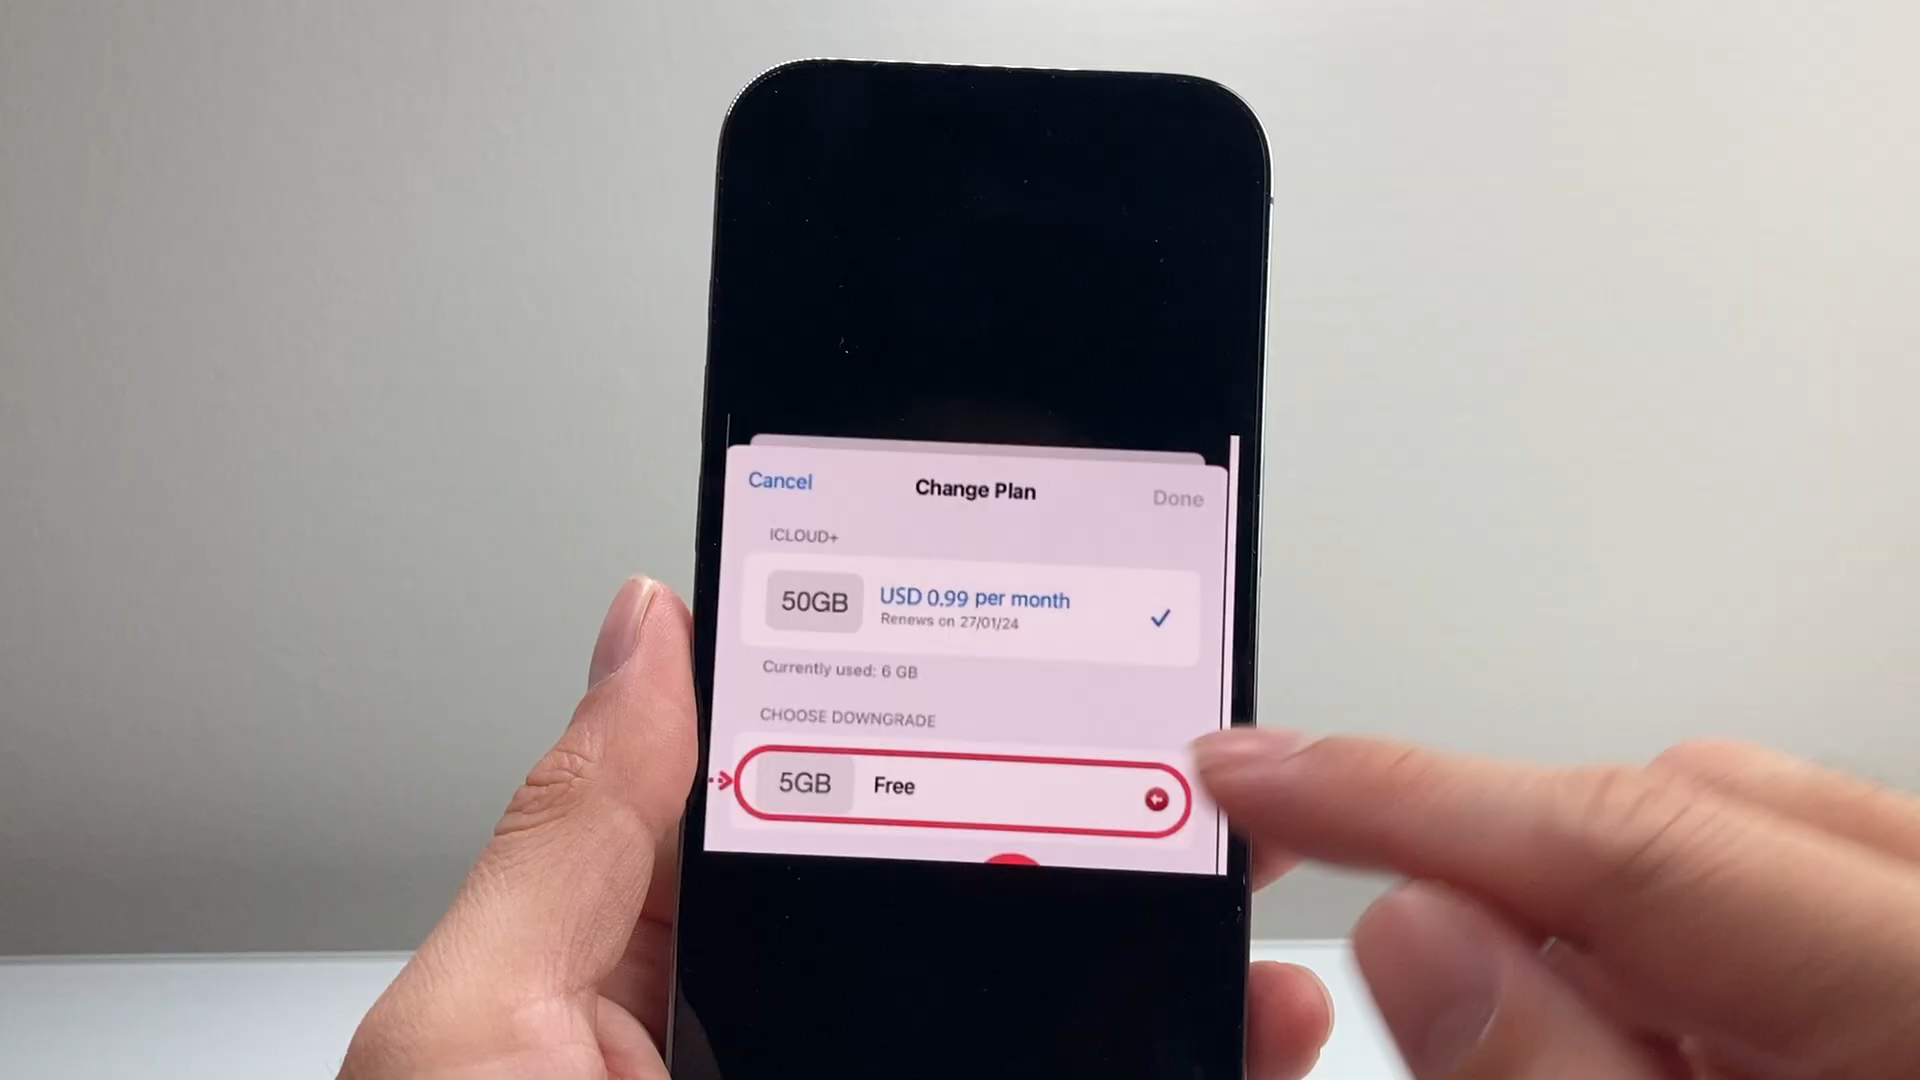 Cancel
Change Plan
Done
ICLOUD+
50GB
USD 0.99 per month
Renews on 27/01/24
Currently used: 6 GB
CHOOSE DOWNGRADE
5GB
Free